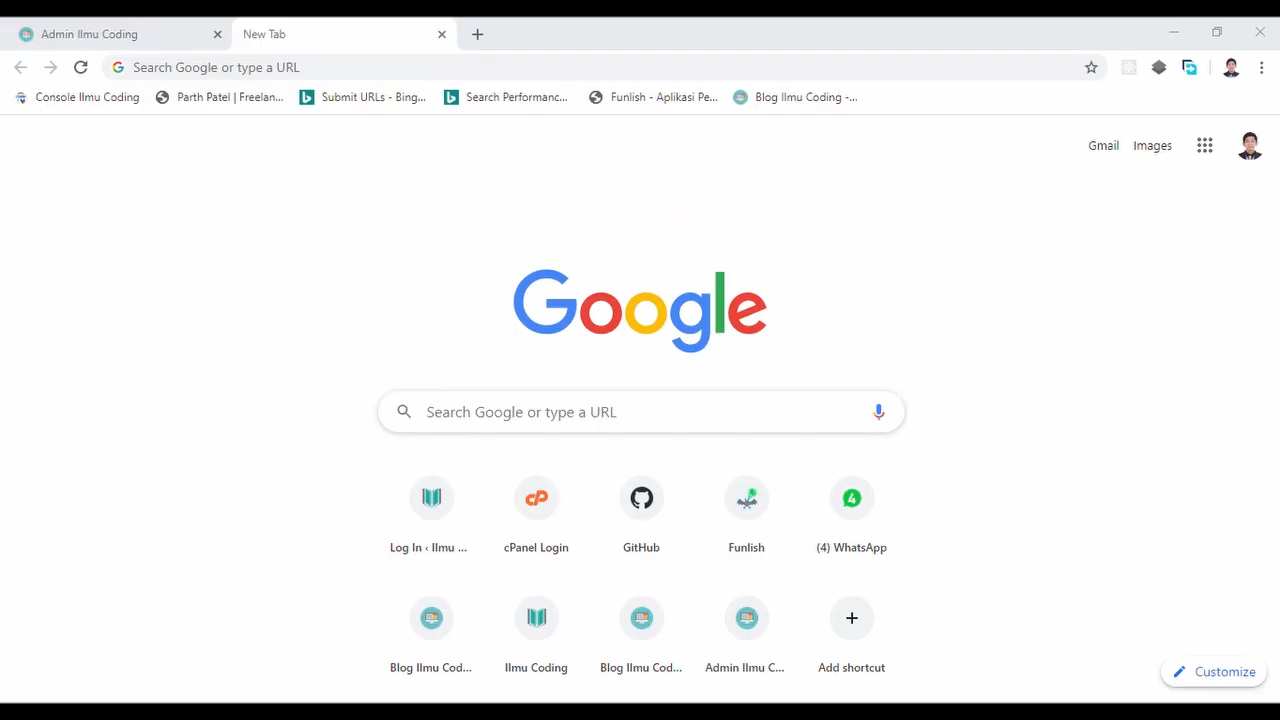 Admin Ilmu Coding
New Tab
Search Google or type a URL
Console Ilmu Coding
Parth Patel | Freelan...
Submit URLs - Bing...
Search Performanc...
Funlish - Aplikasi Pe...
Blog Ilmu Coding -...
Gmail
Images
Google
Search Google or type a URL
Log In ‹ Ilmu ...
cPanel Login
GitHub
Funlish
(4) WhatsApp
Blog Ilmu Cod...
Ilmu Coding
Blog Ilmu Cod...
Admin Ilmu C...
Add shortcut
Customize